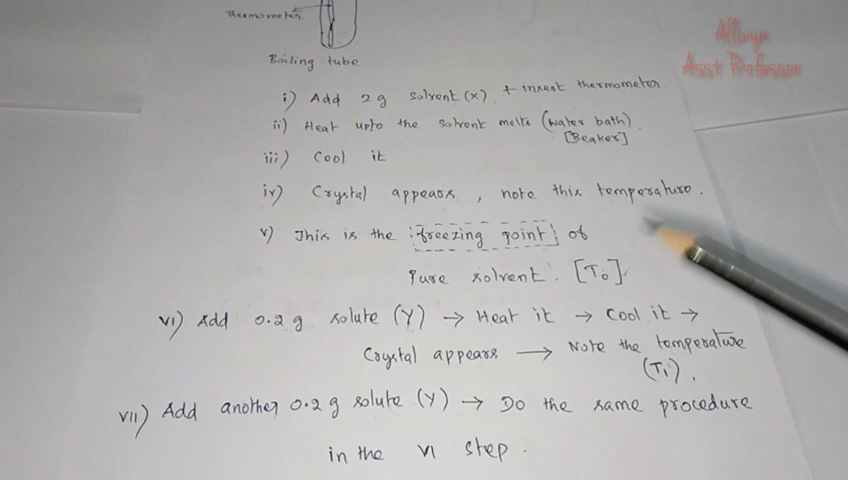 Thermometer
Boiling tube
i) Add 2 g solvent (x) + insert thermometer
ii) Heat upto the solvent melts (water bath)
[Beaker]
iii) Cool it
iv) Crystal appears, note this temperature.
v) This is the freezing point of
Pure solvent. [T0].
VI) Add 0.2 g solute (Y) → Heat it → Cool it →
Crystal appears → Note the temperature
(T1).
VII) Add another 0.2 g solute (Y) → Do the same procedure
in the VI step.
Asst Professor